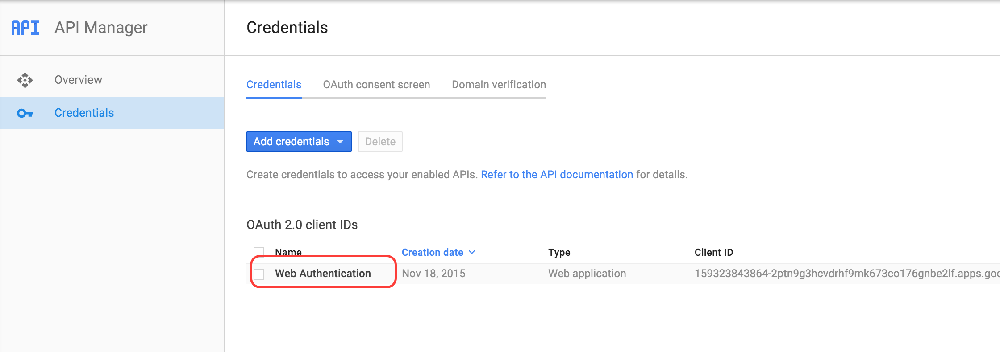 API API Manager
Credentials
Overview
Credentials
Credentials OAuth consent screen Domain verification
Add credentials Delete
Create credentials to access your enabled APIs. Refer to the API documentation for details.
OAuth 2.0 client IDs
Name Creation date Type Client ID
Web Authentication Nov 18, 2015 Web application 159323843864-2ptn9g3hcvdrhf9mk673co176gnbe2lf.apps.goo